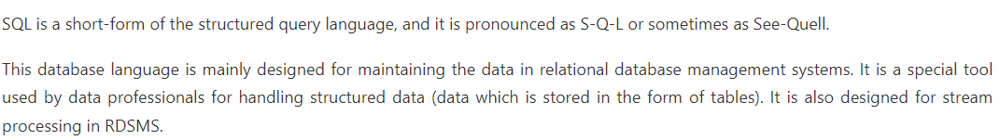 SQL is a short-form of the structured query language, and it is pronounced as S-Q-L or sometimes as See-Quell.
This database language is mainly designed for maintaining the data in relational database management systems. It is a special tool
used by data professionals for handling structured data (data which is stored in the form of tables). It is also designed for stream
processing in RDSMS.